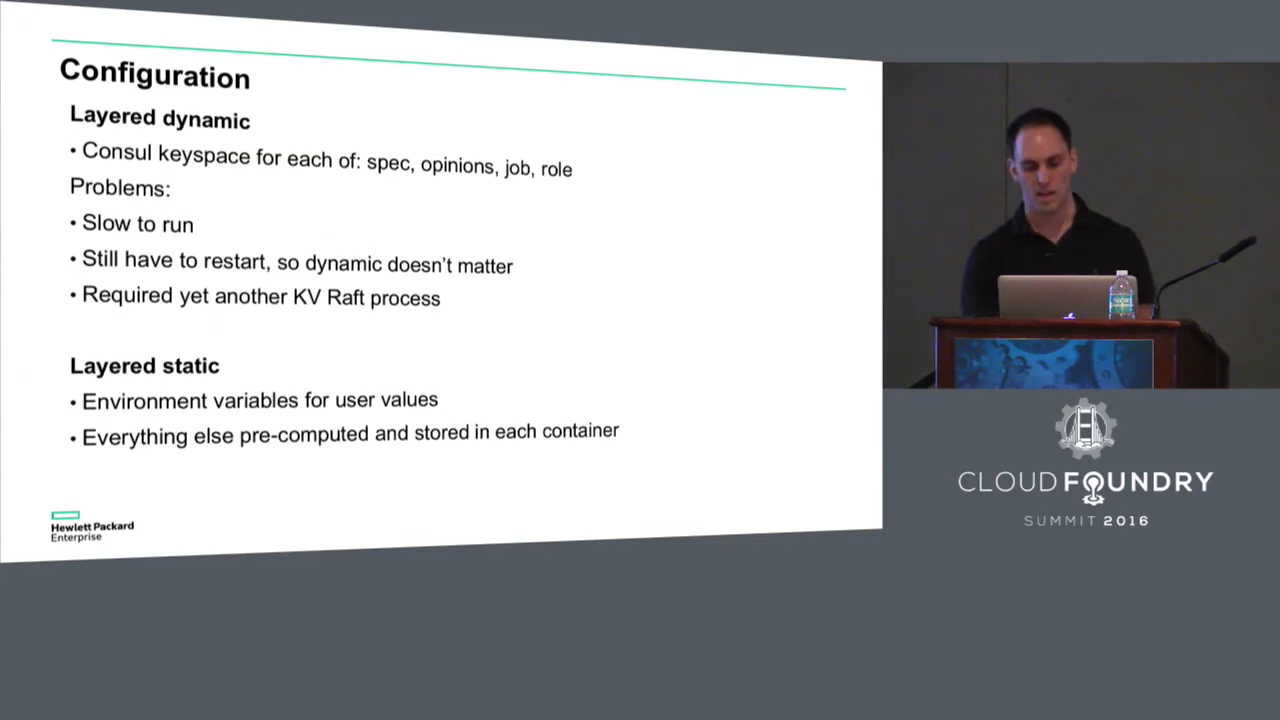 Configuration
Layered dynamic
• Consul keyspace for each of: spec, opinions, job, role
Problems:
• Slow to run
• Still have to restart, so dynamic doesn't matter
• Required yet another KV Raft process
Layered static
• Environment variables for user values
• Everything else pre-computed and stored in each container
Hewlett Packard
Enterprise
CLOUD FOUNDRY
SUMMIT 2016